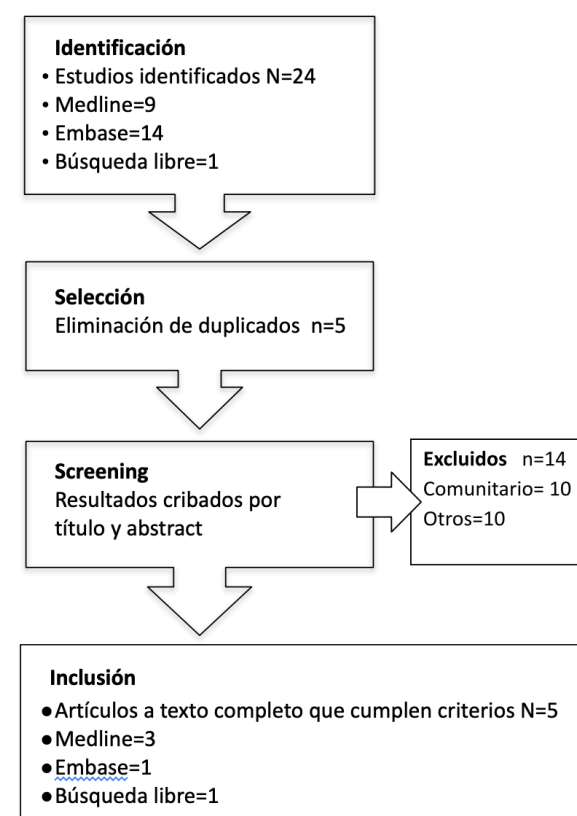 Identificación
• Estudios identificados N=24
• Medline=9
• Embase=14
• Búsqueda libre=1
Selección
Eliminación de duplicados n=5
Screening
Resultados cribados por
título y abstract
Excluidos n=14
Comunitario= 10
Otros=10
Inclusión
●Artículos a texto completo que cumplen criterios N=5
●Medline=3
●Embase=1
●Búsqueda libre=1